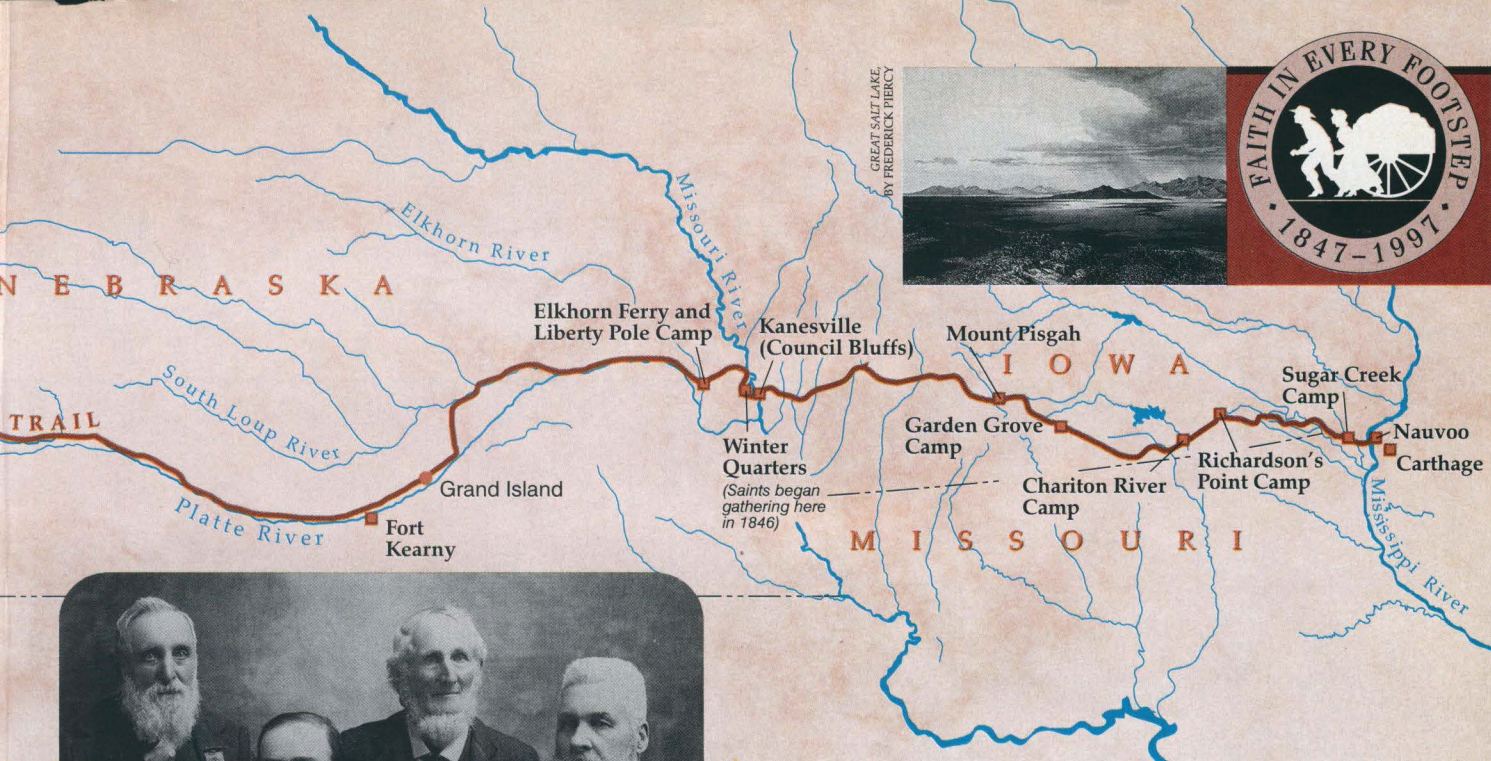 GREAT SALT LAKE,
BY FREDERICK PIERCY
FAITH IN EVERY FOOTSTEP
• 1847–1997 •
Missouri River
Elkhorn River
NEBRASKA
Elkhorn Ferry and
Liberty Pole Camp
Kanesville
(Council Bluffs)
Mount Pisgah
IOWA
Sugar Creek
Camp
South Loup River
TRAIL
Garden Grove
Camp
Nauvoo
Carthage
Winter
Quarters
(Saints began
gathering here
in 1846)
Richardson's
Point Camp
Chariton River
Camp
Grand Island
Platte River
Fort
Kearny
MISSOURI
Mississippi River